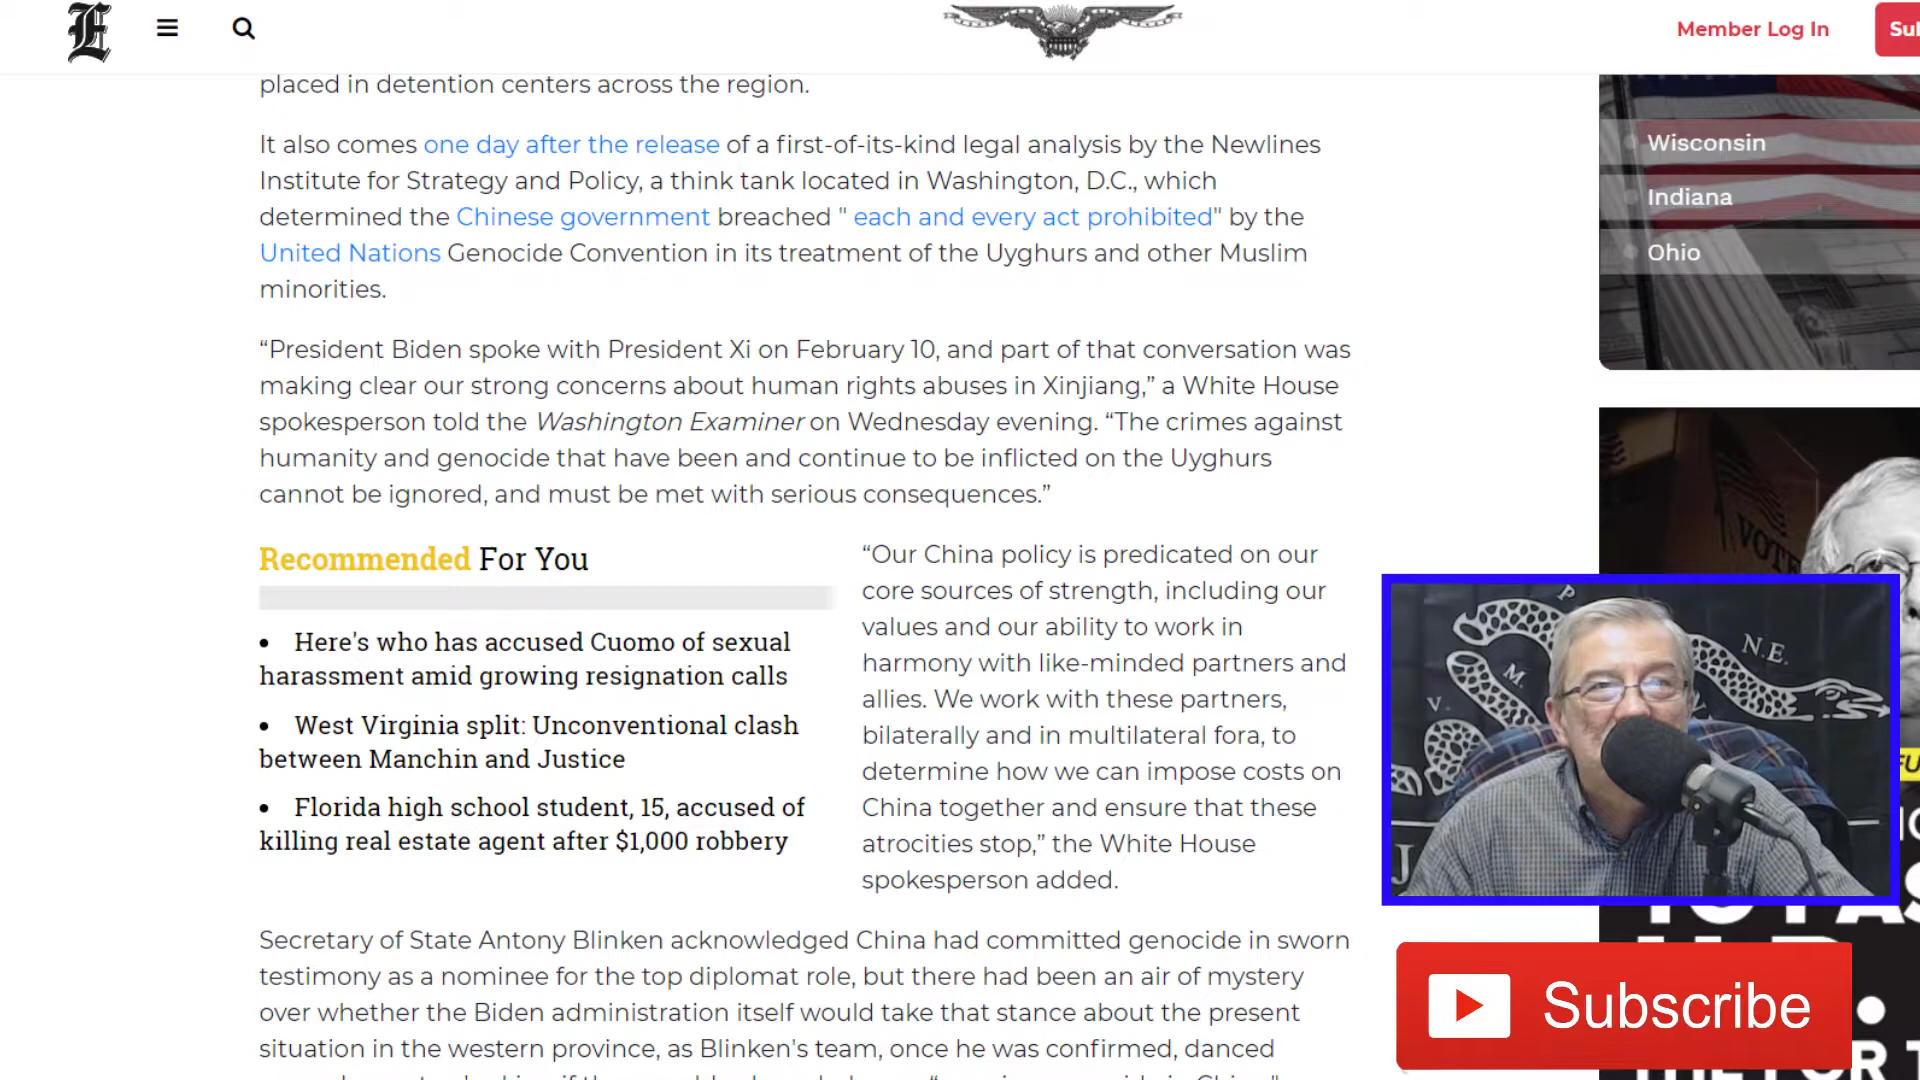 E
Member Log In
Sub
placed in detention centers across the region.
It also comes one day after the release of a first-of-its-kind legal analysis by the Newlines
Institute for Strategy and Policy, a think tank located in Washington, D.C., which
determined the Chinese government breached " each and every act prohibited" by the
United Nations Genocide Convention in its treatment of the Uyghurs and other Muslim
minorities.
“President Biden spoke with President Xi on February 10, and part of that conversation was
making clear our strong concerns about human rights abuses in Xinjiang,” a White House
spokesperson told the Washington Examiner on Wednesday evening. “The crimes against
humanity and genocide that have been and continue to be inflicted on the Uyghurs
cannot be ignored, and must be met with serious consequences.”
Recommended For You
• Here's who has accused Cuomo of sexual
harassment amid growing resignation calls
• West Virginia split: Unconventional clash
between Manchin and Justice
• Florida high school student, 15, accused of
killing real estate agent after $1,000 robbery
“Our China policy is predicated on our
core sources of strength, including our
values and our ability to work in
harmony with like-minded partners and
allies. We work with these partners,
bilaterally and in multilateral fora, to
determine how we can impose costs on
China together and ensure that these
atrocities stop,” the White House
spokesperson added.
Secretary of State Antony Blinken acknowledged China had committed genocide in sworn
testimony as a nominee for the top diplomat role, but there had been an air of mystery
over whether the Biden administration itself would take that stance about the present
situation in the western province, as Blinken's team, once he was confirmed, danced
Wisconsin
Indiana
Ohio
VOTE
P.
N.E.
M.
V.
J
Subscribe